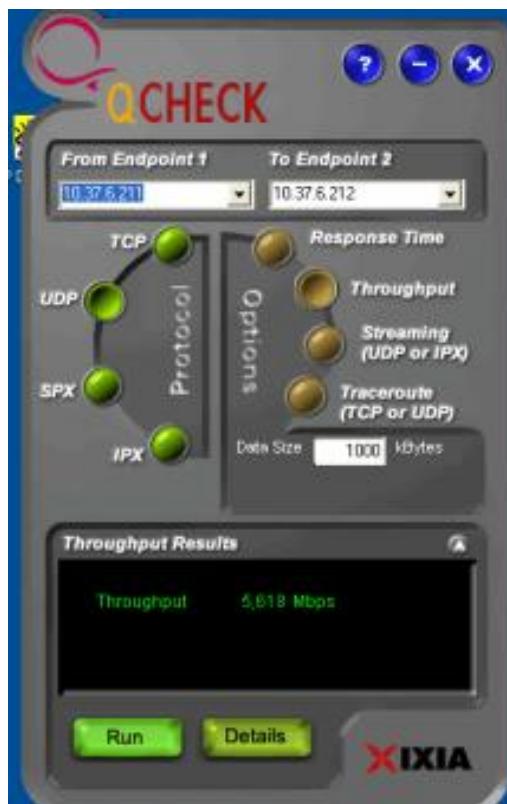 QCHECK
?
From Endpoint 1 To Endpoint 2
10.37.6.211 10.37.6.212
TCP
UDP
SPX
IPX
Protocol
Options
Response Time
Throughput
Streaming
(UDP or IPX)
Traceroute
(TCP or UDP)
Data Size 1000 kBytes
Throughput Results
Throughput 5,618 Mbps
Run Details
IXIA